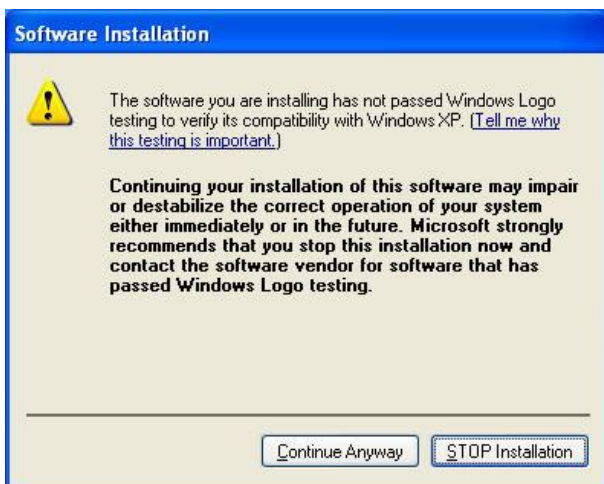 Software Installation
The software you are installing has not passed Windows Logo
testing to verify its compatibility with Windows XP. (Tell me why
this testing is important.)
Continuing your installation of this software may impair
or destabilize the correct operation of your system
either immediately or in the future. Microsoft strongly
recommends that you stop this installation now and
contact the software vendor for software that has
passed Windows Logo testing.
Continue Anyway
STOP Installation